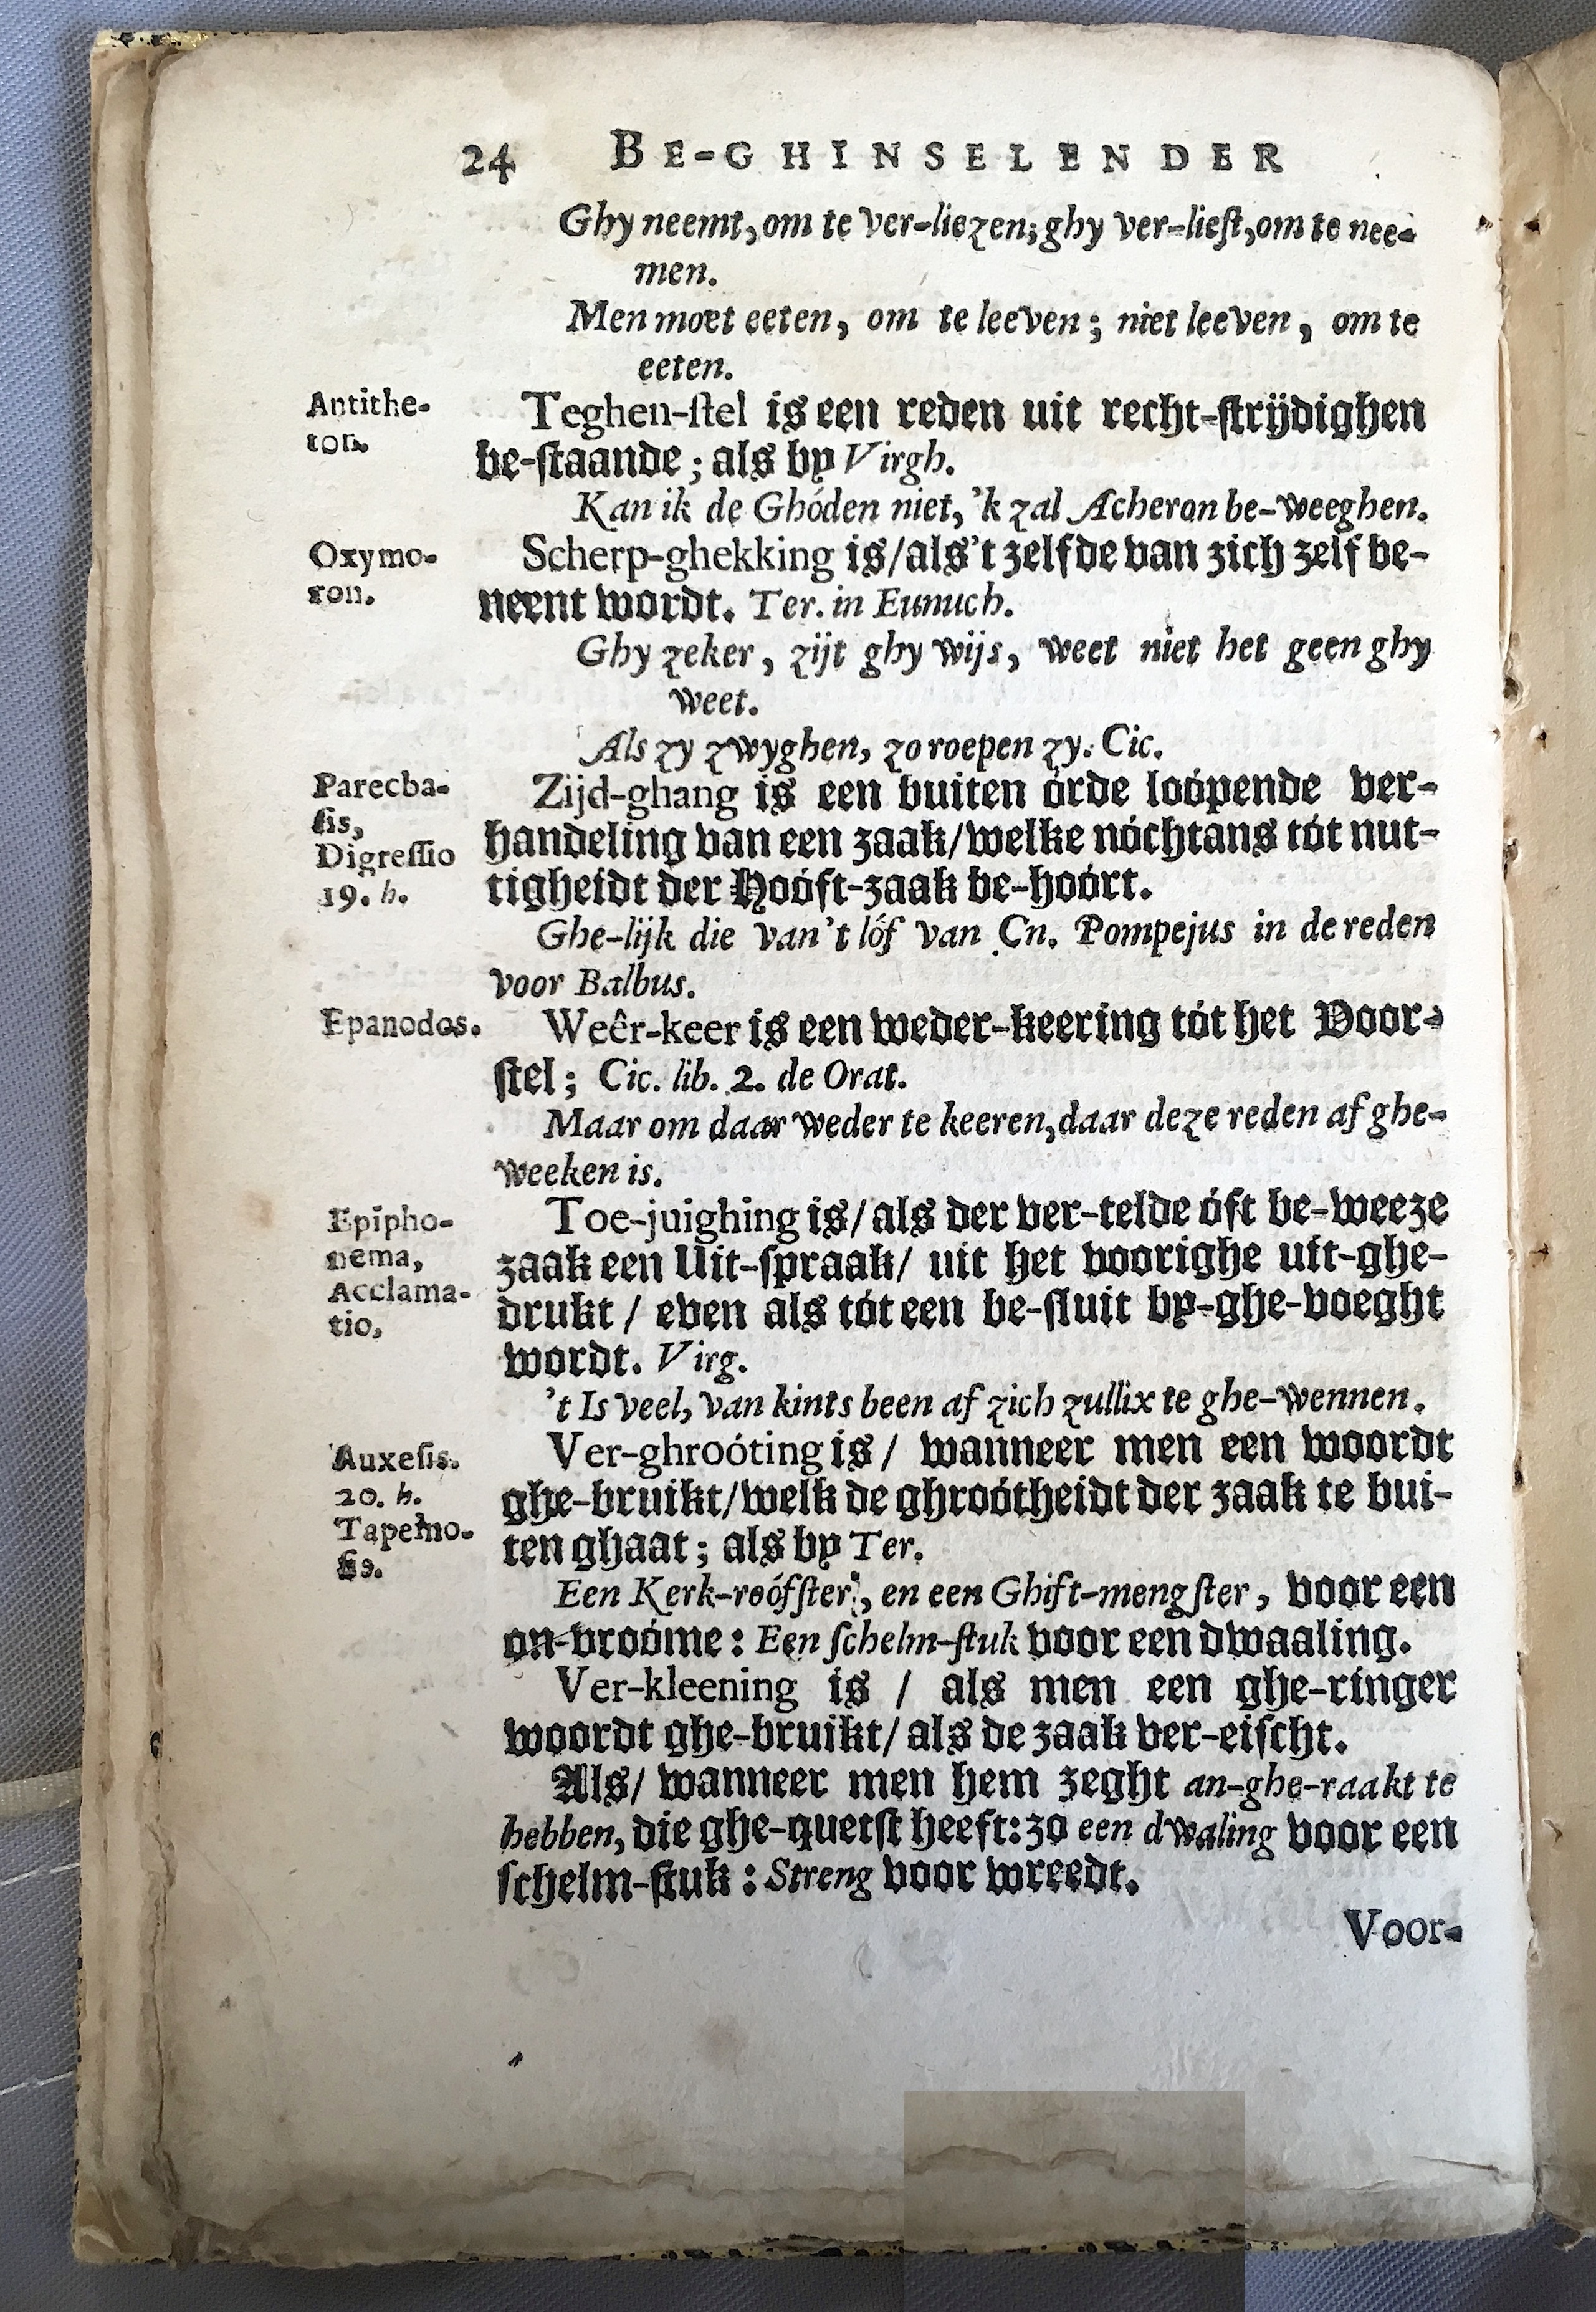 24 BE-GHINSELEN DER
Ghy neemt, om te ver-liezen; ghy ver-liest, om te nee-
men.
Men moet eeten, om te leeven; niet leeven, om te
eeten.
Antithe-
ton.
Teghen-stel is een reden uit recht-strijdighen
be-staande; als by Virgh.
Kan ik de Ghóden niet, 'k zal Acheron be-weeghen.
Oxymo-
ron.
Scherp-ghekking is/als't zelfde van zich zelf be-
neent wordt. Ter. in Eunuch.
Ghy zeker, zijt ghy wijs, weet niet het geen ghy
weet.
Als zy zwyghen, zo roepen zy. Cic.
Parecba-
sis,
Digressio
19. h.
Zijd-ghang is een buiten órde loópende ver-
handeling van een zaak/welke nóchtans tót nut-
tigheidt der Hoóft-zaak be-hoórt.
Ghe-lijk die van't lóf van Cn. Pompejus in de reden
voor Balbus.
Epanodos.
Weêr-keer is een weder-keering tót het Voor-
stel; Cic. lib. 2. de Orat.
Maar om daar weder te keeren, daar deze reden af ghe-
weeken is.
Epipho-
nema,
Acclama-
tio,
Toe-juighing is/als der ver-telde óft be-weeze
zaak een Uit-spraak/ uit het voorighe uit-ghe-
drukt / even als tót een be-sluit by-ghe-voeght
wordt. Virg.
't Is veel, van kints been af zich zullix te ghe-wennen.
Auxesis.
20. h.
Tapeino-
sis.
Ver-ghroóting is/ wanneer men een woordt
ghe-bruikt/welk de ghroótheidt der zaak te bui-
ten ghaat; als by Ter.
Een Kerk-roófster, en een Ghift-mengster, voor een
on-vroóme: Een schelm-stuk voor een dwaaling.
Ver-kleening is / als men een ghe-ringer
woordt ghe-bruikt/ als de zaak ver-eischt.
Als/ wanneer men hem zeght an-ghe-raakt te
hebben, die ghe-quetst heeft: zo een dwaling voor een
schelm-stuk: Streng voor wreedt.
Voor-